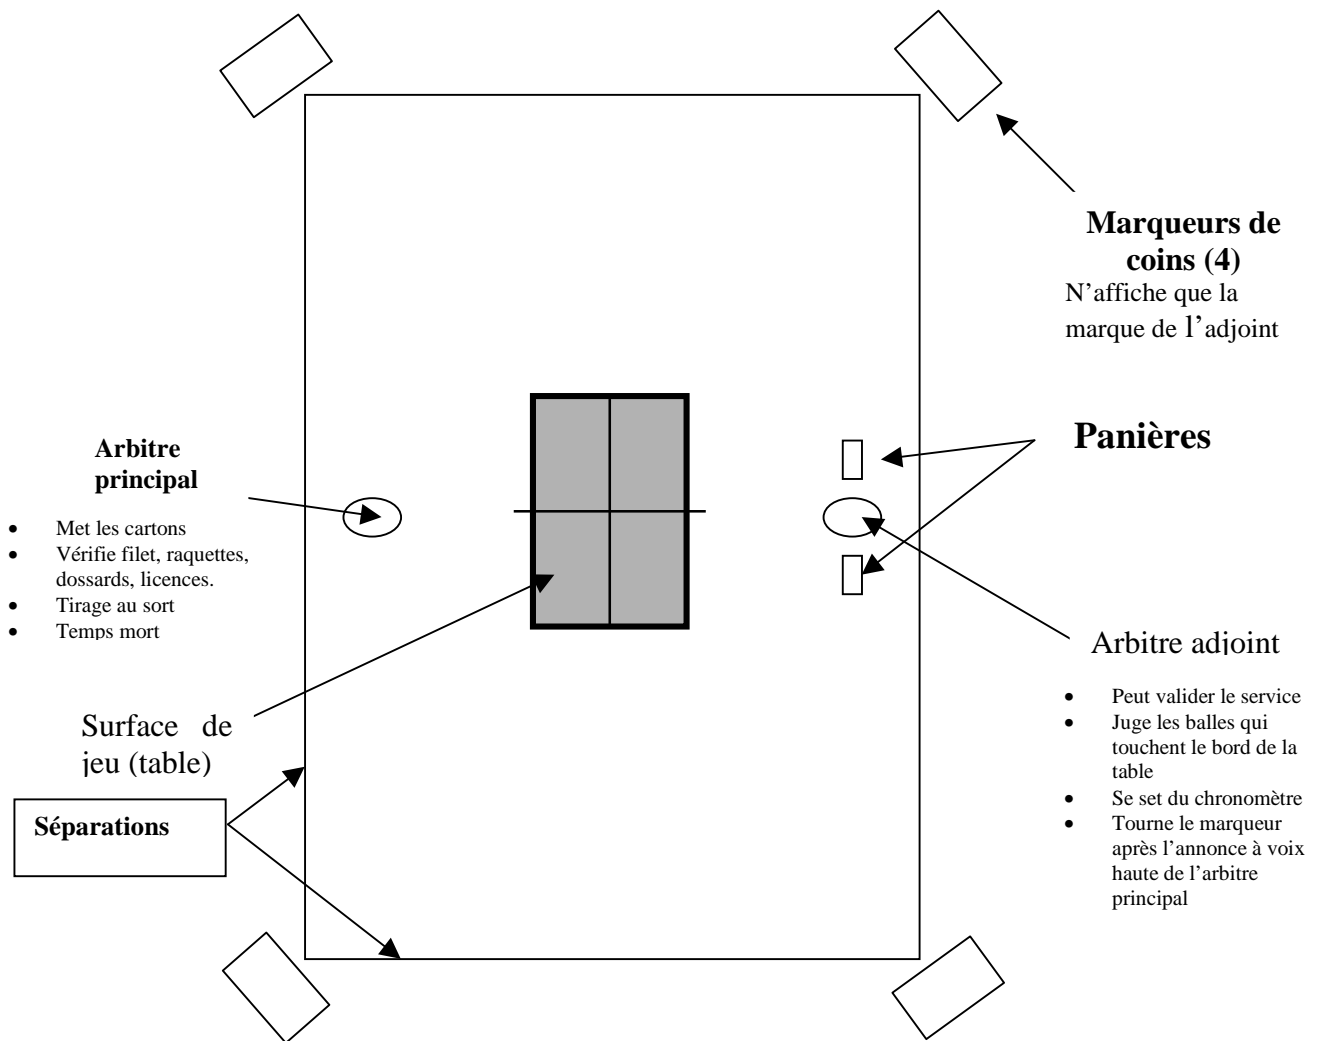 Marqueurs de
coins (4)
N’affiche que la
marque de l’adjoint
Panières
Arbitre
principal
• Met les cartons
• Vérifie filet, raquettes,
dossards, licences.
• Tirage au sort
• Temps mort
Arbitre adjoint
• Peut valider le service
• Juge les balles qui
touchent le bord de la
table
• Se set du chronomètre
• Tourne le marqueur
après l’annonce à voix
haute de l’arbitre
principal
Surface de
jeu (table)
Séparations